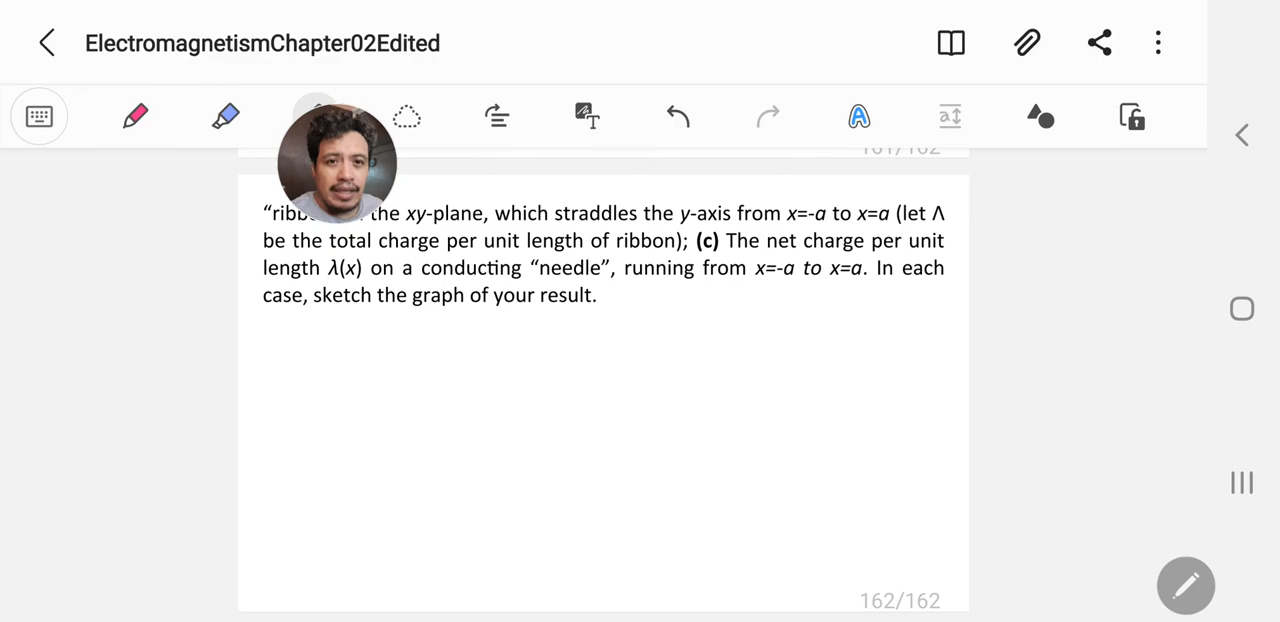 ElectromagnetismChapter02Edited
161/162
the xy-plane, which straddles the y-axis from x=-a to x=a (let Λ
be the total charge per unit length of ribbon); (c) The net charge per unit
length λ(x) on a conducting “needle”, running from x=-a to x=a. In each
case, sketch the graph of your result.
162/162